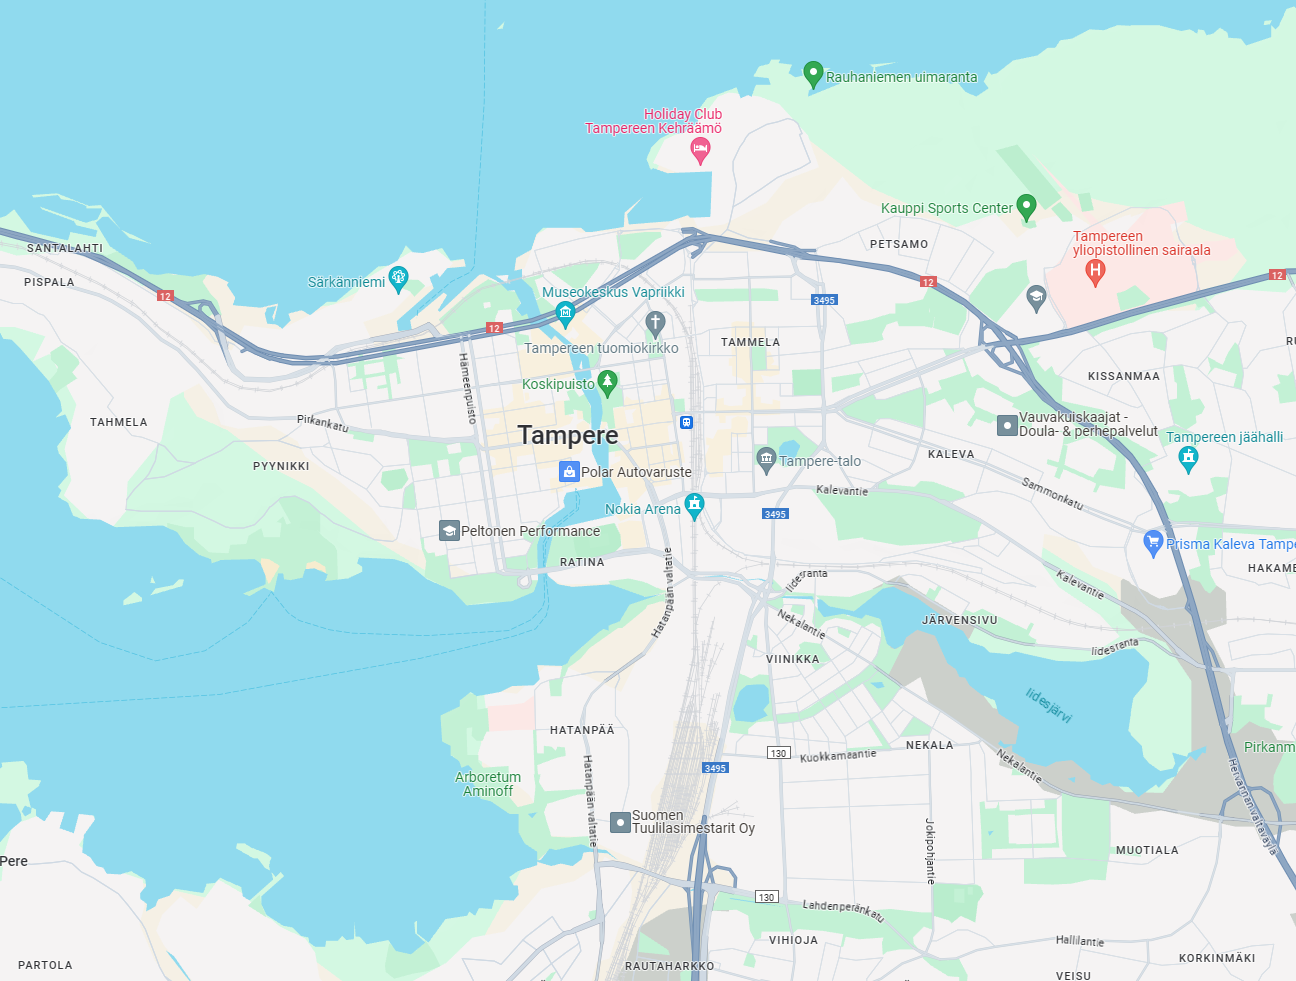 Rauhaniemen uimaranta
Holiday Club
Tampereen Kehräämö
Kauppi Sports Center
PETSAMO
Tampereen
yliopistollinen sairaala
SANTALAHTI
PISPALA
Särkänniemi
Museokeskus Vapriikki
12
12
12
12
3495
Tampereen tuomiokirkko
TAMMELA
Hämeenpuisto
Koskipuisto
KISSANMAA
TAHMELA
Pirkankatu
Tampere
Vauvakuiskaajat -
Doula- & perhepalvelut
Tampereen jäähalli
KALEVA
PYYNIKKI
Polar Autovaruste
Tampere-talo
Kalevantie
Sammonkatu
Nokia Arena
3495
Peltonen Performance
Prisma Kaleva Tampe
RATINA
HAKAME
Hatanpään valtatie
Iidesranta
Kalevantie
Nekalantie
JÄRVENSIVU
Iidesranta
VIINIKKA
Iidesjärvi
HATANPÄÄ
NEKALA
Pirkanm
130
Kuokkamaantie
Nekalantie
3495
Arboretum
Aminoff
Hatanpään valtatie
Hervannan valtaväylä
Suomen
Tuulilasimestarit Oy
Jokipohjantie
MUOTIALA
Pere
130
Lahdenperänkatu
VIHIOJA
Hallilantie
KORKINMÄKI
PARTOLA
RAUTAHARKKO
VEISU